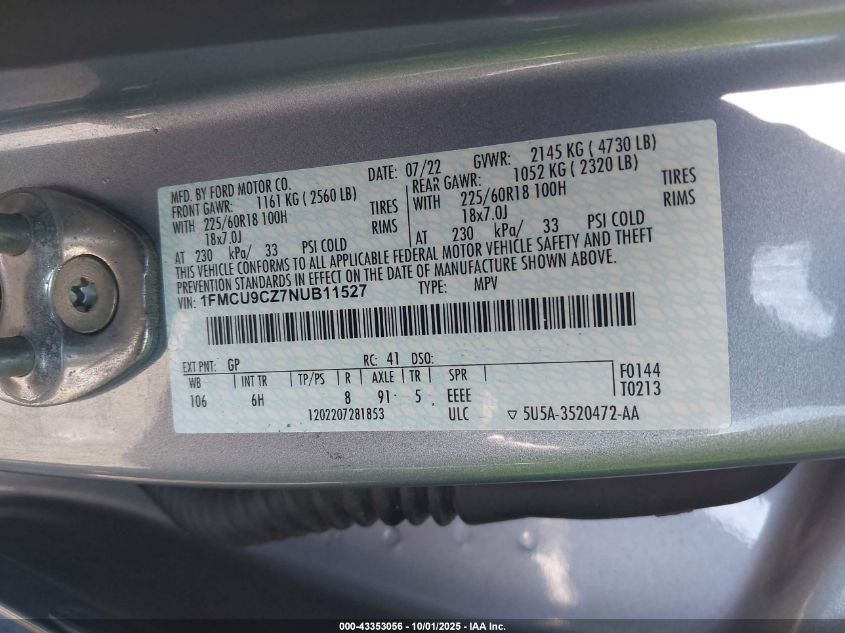 MFD. BY FORD MOTOR CO. DATE: 07/22 GVWR: 2145 KG ( 4730 LB)
FRONT GAWR: 1161 KG ( 2560 LB) REAR GAWR: 1052 KG ( 2320 LB)
WITH 225/60R18 100H TIRES WITH 225/60R18 100H TIRES
18x7.0J RIMS 18x7.0J RIMS
AT 230 kPa/ 33 PSI COLD AT 230 kPa/ 33 PSI COLD
THIS VEHICLE CONFORMS TO ALL APPLICABLE FEDERAL MOTOR VEHICLE SAFETY AND THEFT
PREVENTION STANDARDS IN EFFECT ON THE DATE OF MANUFACTURE SHOWN ABOVE.
VIN: 1FMCU9CZ7NUB11527 TYPE: MPV
EXT PNT: GP RC: 41 DSO:
WB INT TR TP/PS R AXLE TR SPR F0144
106 6H 8 91 5 EEEE T0213
1202207281853 ULC ▽ 5U5A-3520472-AA
000-43353056 | 10/01/2025 - IAA Inc.